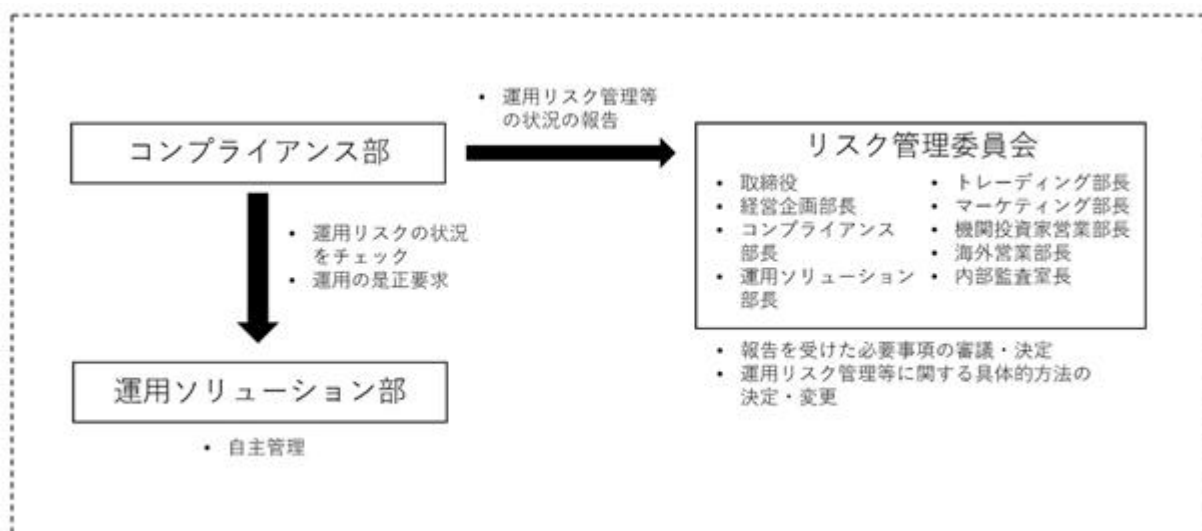 • 運用リスク管理等
の状況の報告
コンプライアンス部
• 運用リスクの状況
をチェック
• 運用の是正要求
運用ソリューション部
• 自主管理
リスク管理委員会
• 取締役
• 経営企画部長
• コンプライアンス
部長
• 運用ソリューション
部長
• トレーディング部長
• マーケティング部長
• 機関投資家営業部長
• 海外営業部長
• 内部監査室長
• 報告を受けた必要事項の審議・決定
• 運用リスク管理等に関する具体的方法の
決定・変更